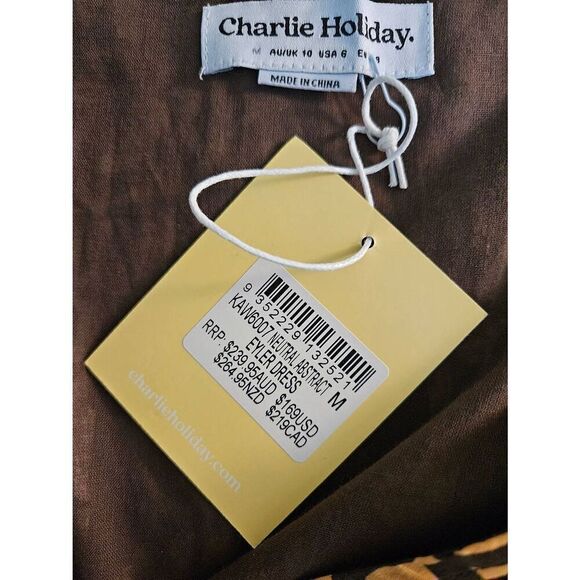 Charlie Holiday.
M AU/UK 10 USA 6
MADE IN CHINA
9 352229 132521
KAW6007 NEUTRAL ABSTRACT M
EYLER DRESS
RRP: $239.95AUD $169USD
$264.95NZD $219CAD
charlieholiday.com